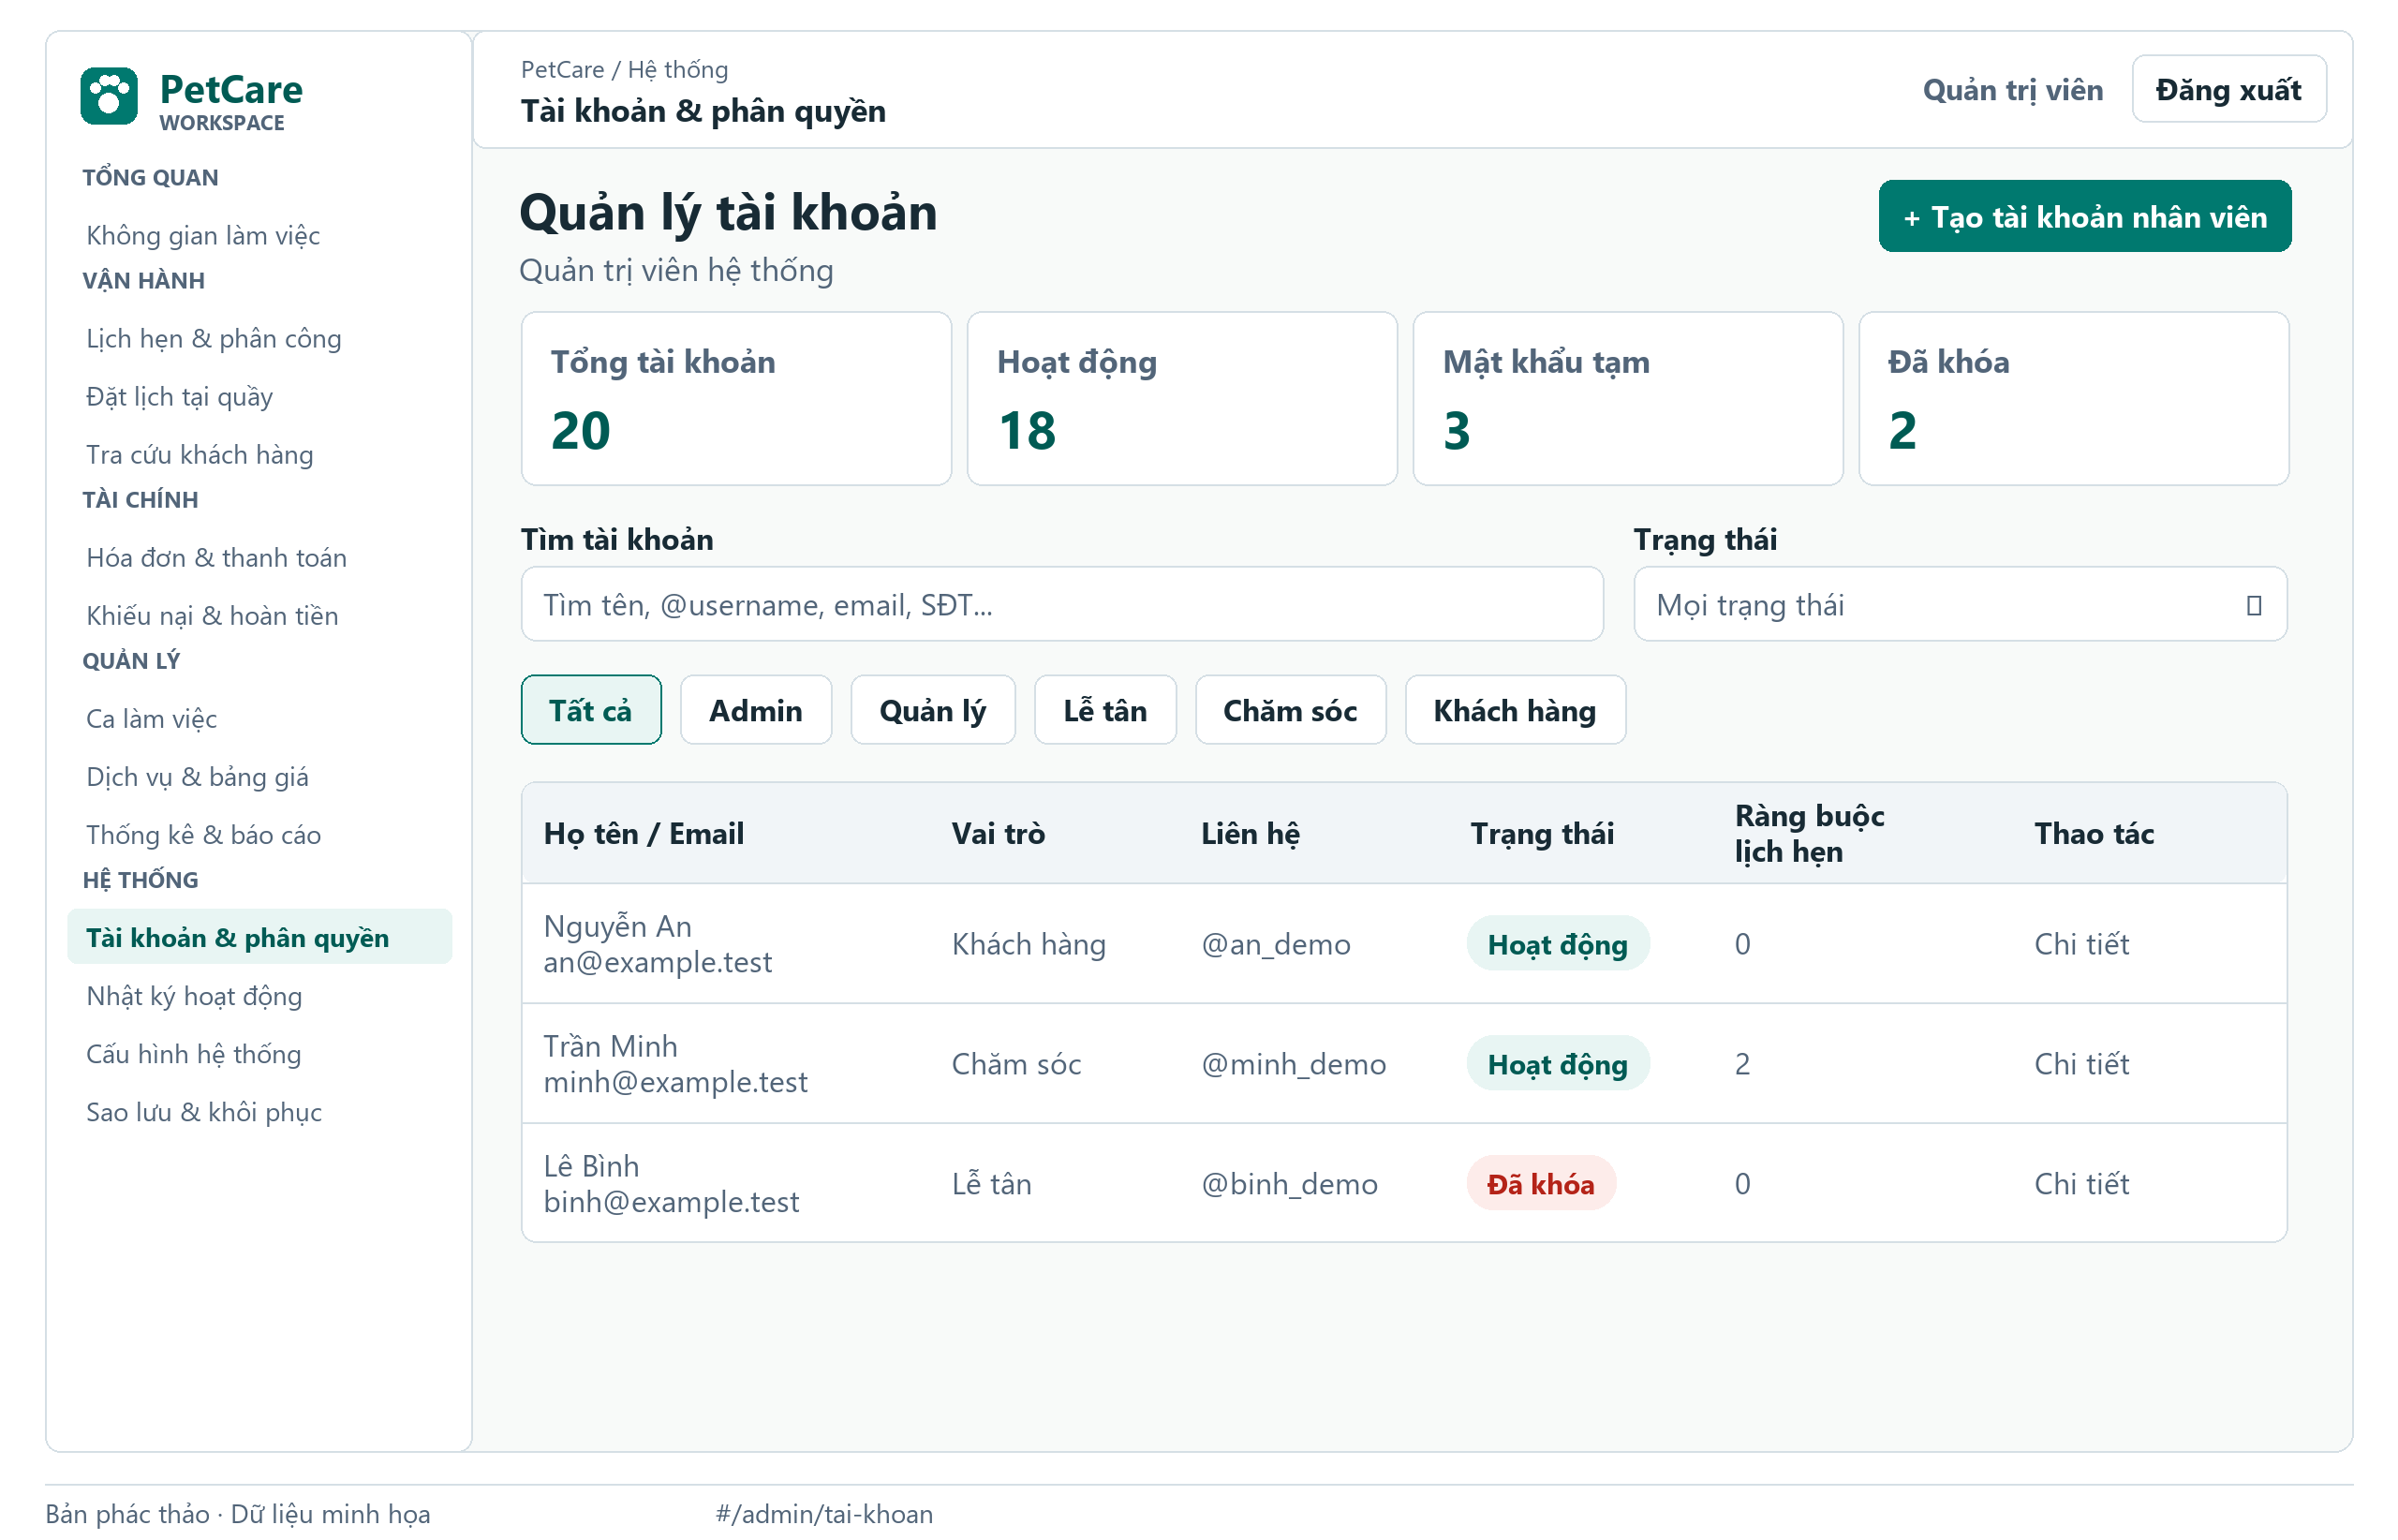 PetCare
WORKSPACE
TỔNG QUAN
Không gian làm việc
VẬN HÀNH
Lịch hẹn & phân công
Đặt lịch tại quầy
Tra cứu khách hàng
TÀI CHÍNH
Hóa đơn & thanh toán
Khiếu nại & hoàn tiền
QUẢN LÝ
Ca làm việc
Dịch vụ & bảng giá
Thống kê & báo cáo
HỆ THỐNG
Tài khoản & phân quyền
Nhật ký hoạt động
Cấu hình hệ thống
Sao lưu & khôi phục
PetCare / Hệ thống
Tài khoản & phân quyền
Quản trị viên
Đăng xuất
Quản lý tài khoản
Quản trị viên hệ thống
+ Tạo tài khoản nhân viên
Tổng tài khoản
20
Hoạt động
18
Mật khẩu tạm
3
Đã khóa
2
Tìm tài khoản
Tìm tên, @username, email, SĐT...
Trạng thái
Mọi trạng thái
Tất cả
Admin
Quản lý
Lễ tân
Chăm sóc
Khách hàng
Họ tên / Email
Vai trò
Liên hệ
Trạng thái
Ràng buộc
lịch hẹn
Thao tác
Nguyễn An
an@example.test
Khách hàng
@an_demo
Hoạt động
0
Chi tiết
Trần Minh
minh@example.test
Chăm sóc
@minh_demo
Hoạt động
2
Chi tiết
Lê Bình
binh@example.test
Lễ tân
@binh_demo
Đã khóa
0
Chi tiết
Bản phác thảo · Dữ liệu minh họa
#/admin/tai-khoan